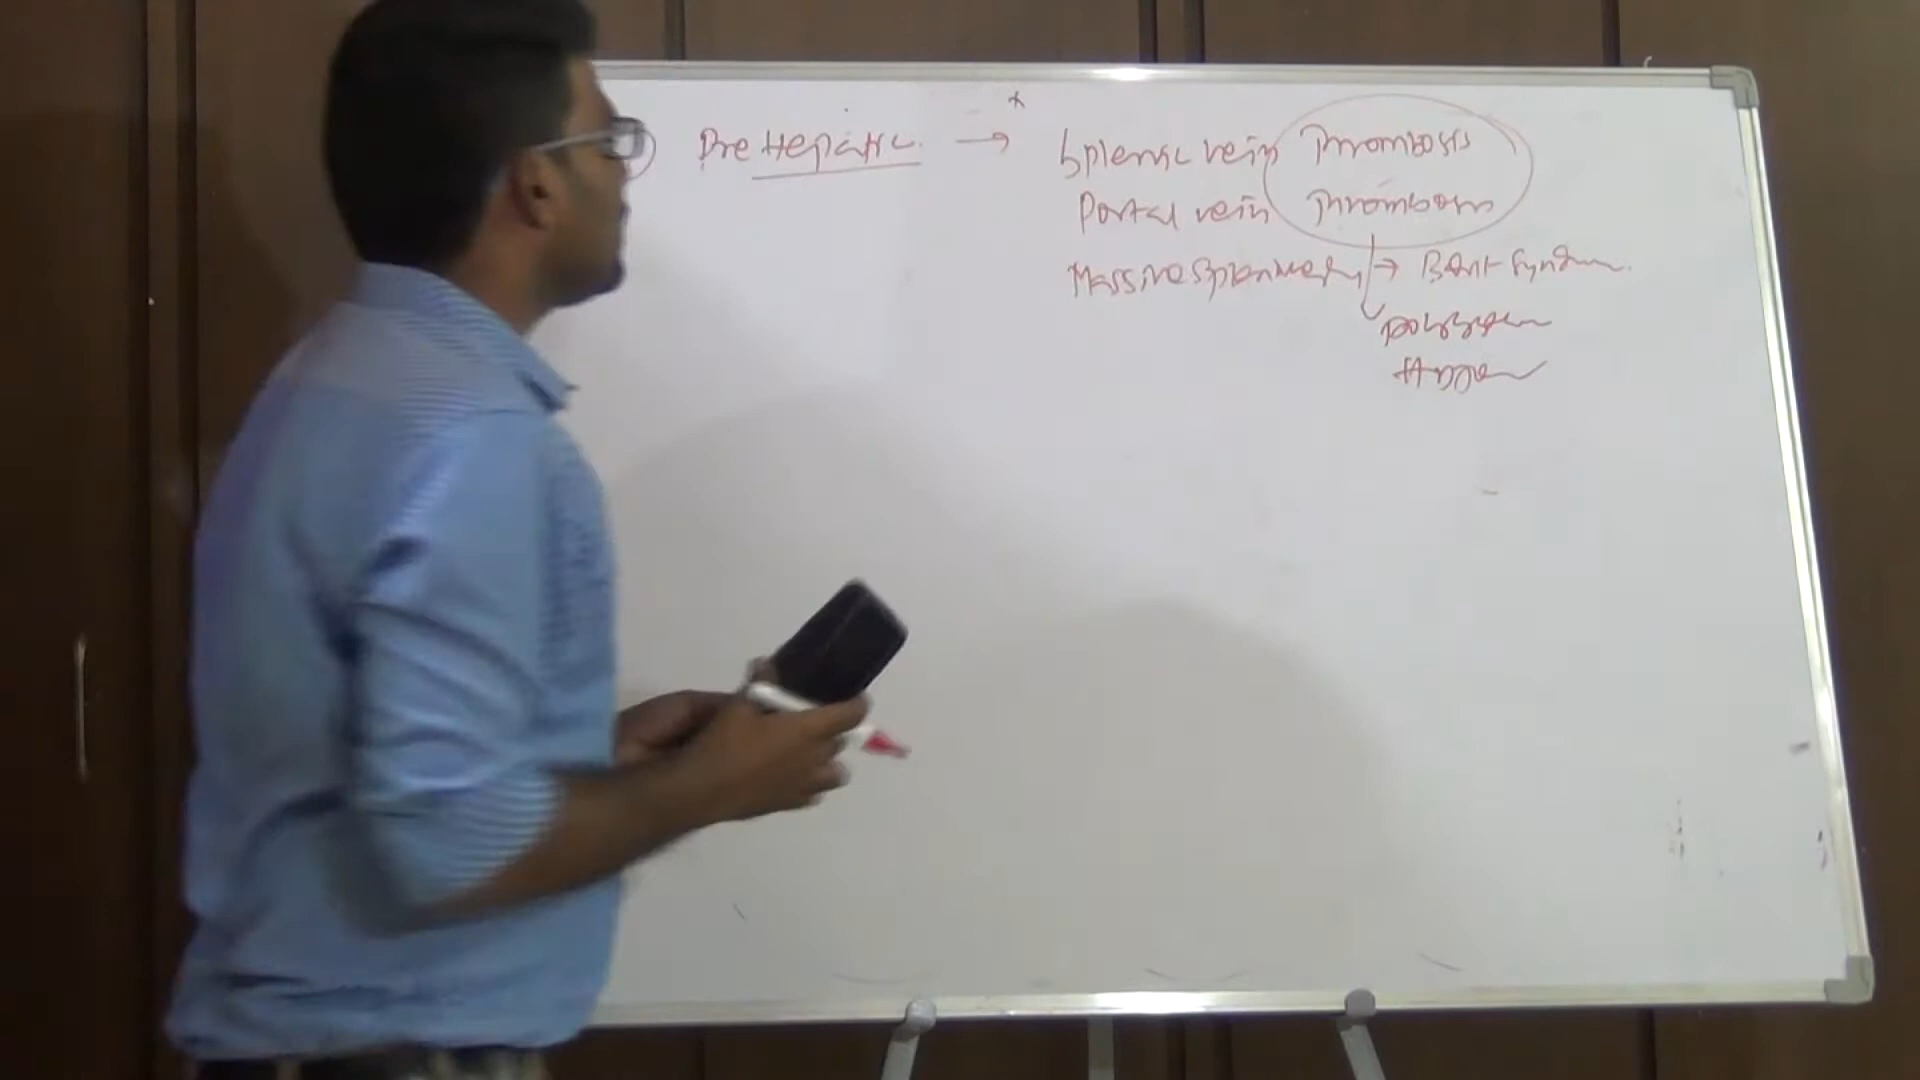 ) Pre Hepatic. → * Splenic vein Thrombosis
Portal vein Thrombosis
Massive Splenomegaly → Banti Syndrome.